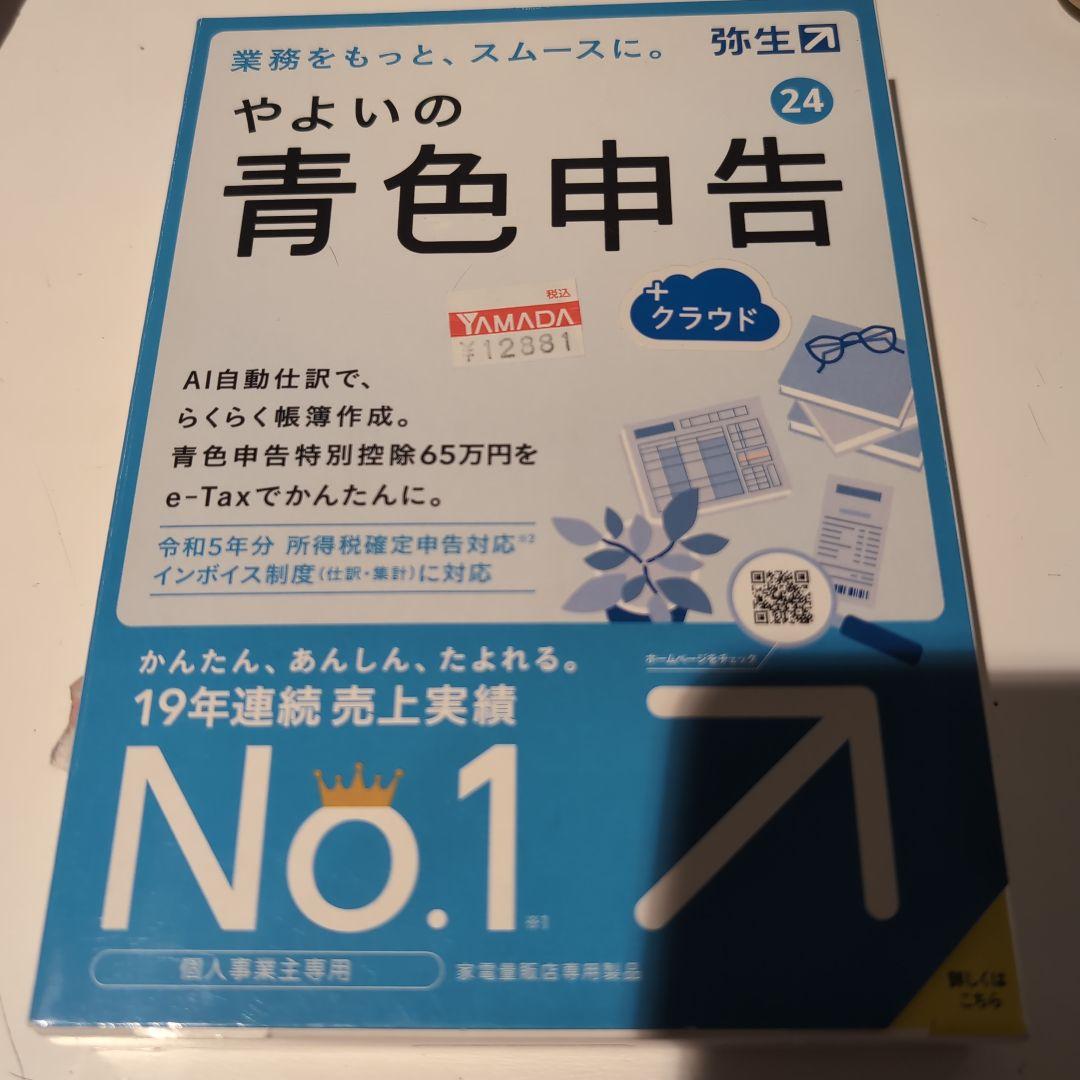 業務をもっと、スムースに。
弥生
やよいの
24
青色申告
税込
YAMADA
¥12881
+
クラウド
AI自動仕訳で、
らくらく帳簿作成。
青色申告特別控除65万円を
e-Taxでかんたんに。
令和5年分 所得税確定申告対応※2
インボイス制度(仕訳・集計)に対応
ホームページをチェック
かんたん、あんしん、たよれる。
19年連続 売上実績
No.1
※1
個人事業主専用
家電量販店専用製品
詳しくは
こちら